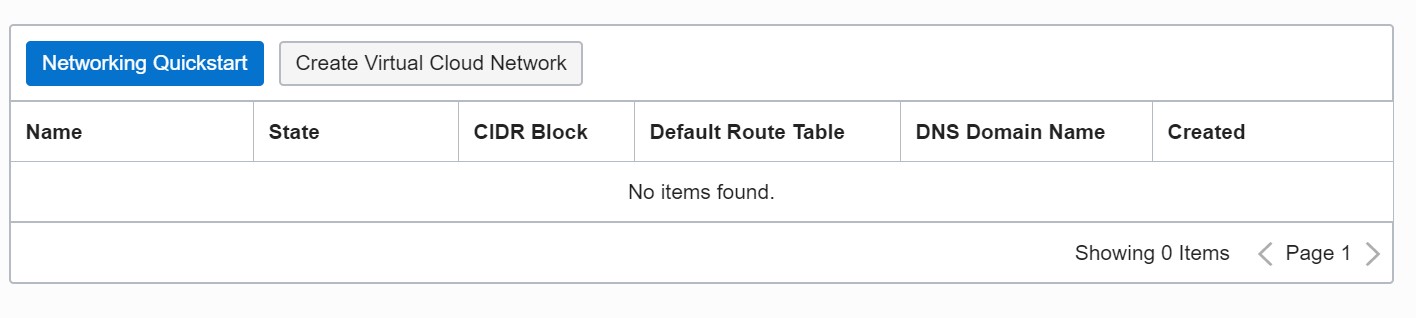 Networking Quickstart Create Virtual Cloud Network
Name State CIDR Block Default Route Table DNS Domain Name Created
No items found.
Showing 0 Items Page 1